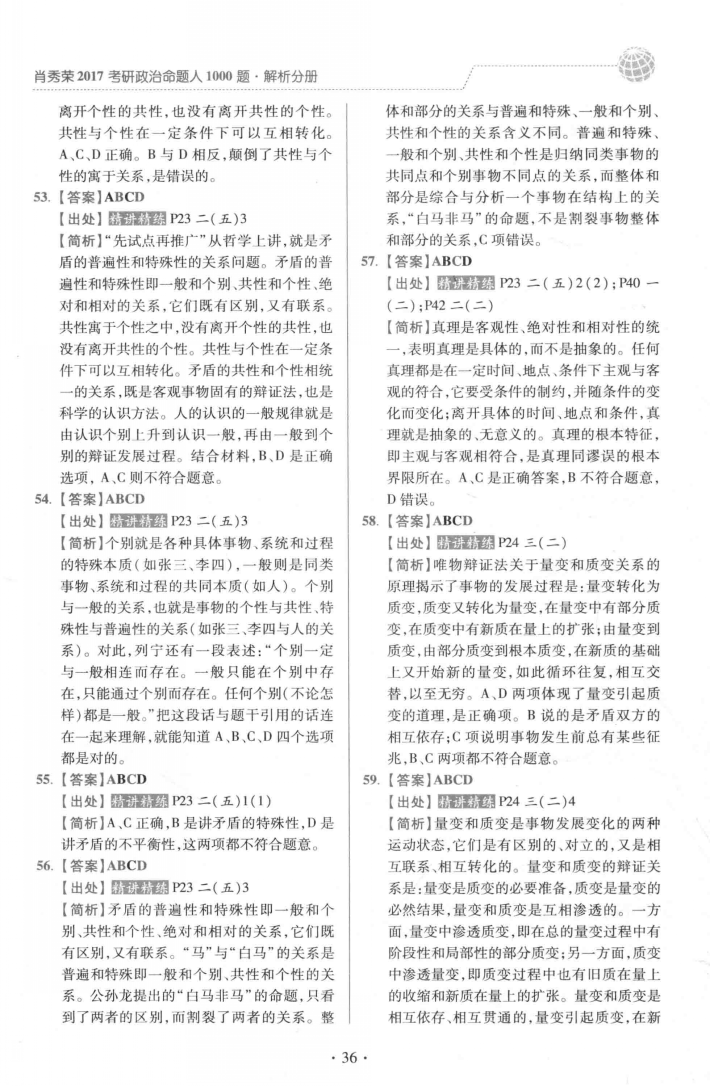 肖秀荣2017考研政治命题人1000题·解析分册
离开个性的共性,也没有离开共性的个性。
共性与个性在一定条件下可以互相转化。
A、C、D正确。B与D相反,颠倒了共性与个
性的寓于关系,是错误的。
53.【答案】ABCD
【出处】精讲精练 P23 二(五)3
【简析】“先试点再推广”从哲学上讲,就是矛
盾的普遍性和特殊性的关系问题。矛盾的普
遍性和特殊性即一般和个别、共性和个性、绝
对和相对的关系,它们既有区别,又有联系。
共性寓于个性之中,没有离开个性的共性,也
没有离开共性的个性。共性与个性在一定条
件下可以互相转化。矛盾的共性和个性相统
一的关系,既是客观事物固有的辩证法,也是
科学的认识方法。人的认识的一般规律就是
由认识个别上升到认识一般,再由一般到个
别的辩证发展过程。结合材料,B、D是正确
选项, A、C则不符合题意。
54.【答案】ABCD
【出处】精讲精练 P23 二(五)3
【简析】个别就是各种具体事物、系统和过程
的特殊本质(如张三、李四),一般则是同类
事物、系统和过程的共同本质(如人)。个别
与一般的关系,也就是事物的个性与共性、特
殊性与普遍性的关系(如张三、李四与人的关
系)。对此,列宁还有一段表述:“个别一定
与一般相连而存在。一般只能在个别中存
在,只能通过个别而存在。任何个别(不论怎
样)都是一般。”把这段话与题干引用的话连
在一起来理解,就能知道A、B、C、D四个选项
都是对的。
55.【答案】ABCD
【出处】精讲精练 P23 二(五)1(1)
【简析】A、C正确,B是讲矛盾的特殊性,D是
讲矛盾的不平衡性,这两项都不符合题意。
56.【答案】ABCD
【出处】精讲精练 P23 二(五)3
【简析】矛盾的普遍性和特殊性即一般和个
别、共性和个性、绝对和相对的关系,它们既
有区别,又有联系。“马”与“白马”的关系是
普遍和特殊即一般和个别、共性和个性的关
系。公孙龙提出的“白马非马”的命题,只看
到了两者的区别,而割裂了两者的关系。整
体和部分的关系与普遍和特殊、一般和个别、
共性和个性的关系含义不同。普遍和特殊、
一般和个别、共性和个性是归纳同类事物的
共同点和个别事物不同点的关系,而整体和
部分是综合与分析一个事物在结构上的关
系,“白马非马”的命题,不是割裂事物整体
和部分的关系,C项错误。
57.【答案】ABCD
【出处】精讲精练 P23 二(五)2(2);P40 一
(二);P42 二(二)
【简析】真理是客观性、绝对性和相对性的统
一,表明真理是具体的,而不是抽象的。任何
真理都是在一定时间、地点、条件下主观与客
观的符合,它要受条件的制约,并随条件的变
化而变化;离开具体的时间、地点和条件,真
理就是抽象的、无意义的。真理的根本特征,
即主观与客观相符合,是真理同谬误的根本
界限所在。A、C是正确答案,B不符合题意,
D错误。
58.【答案】ABCD
【出处】精讲精练 P24 三(二)
【简析】唯物辩证法关于量变和质变关系的
原理揭示了事物的发展过程是:量变转化为
质变,质变又转化为量变,在量变中有部分质
变,在质变中有新质在量上的扩张;由量变到
质变,由部分质变到根本质变,在新质的基础
上又开始新的量变,如此循环往复,相互交
替,以至无穷。A、D两项体现了量变引起质
变的道理,是正确项。B说的是矛盾双方的
相互依存;C项说明事物发生前总有某些征
兆,B、C两项都不符合题意。
59.【答案】ABCD
【出处】精讲精练 P24 三(二)4
【简析】量变和质变是事物发展变化的两种
运动状态,它们是有区别的、对立的,又是相
互联系、相互转化的。量变和质变的辩证关
系是:量变是质变的必要准备,质变是量变的
必然结果,量变和质变是互相渗透的。一方
面,量变中渗透质变,即在总的量变过程中有
阶段性和局部性的部分质变;另一方面,质变
中渗透量变,即质变过程中也有旧质在量上
的收缩和新质在量上的扩张。量变和质变是
相互依存、相互贯通的,量变引起质变,在新
·36·